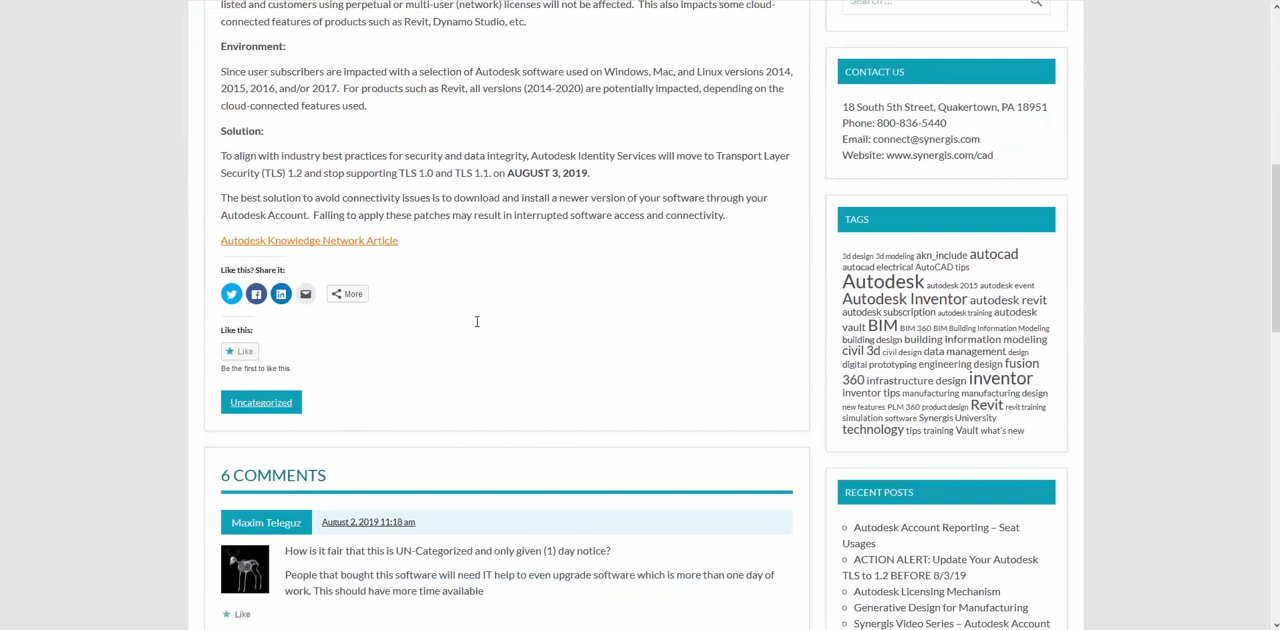 listed and customers using perpetual or multi-user (network) licenses will not be affected.  This also impacts some cloud-
connected features of products such as Revit, Dynamo Studio, etc.
Environment:
Since user subscribers are impacted with a selection of Autodesk software used on Windows, Mac, and Linux versions 2014,
2015, 2016, and/or 2017.  For products such as Revit, all versions (2014-2020) are potentially impacted, depending on the
cloud-connected features used.
Solution:
To align with industry best practices for security and data integrity, Autodesk Identity Services will move to Transport Layer
Security (TLS) 1.2 and stop supporting TLS 1.0 and TLS 1.1. on AUGUST 3, 2019.
The best solution to avoid connectivity issues is to download and install a newer version of your software through your
Autodesk Account.  Failing to apply these patches may result in interrupted software access and connectivity.
Autodesk Knowledge Network Article
Like this? Share it:
More
Like this:
Like
Be the first to like this.
Uncategorized
6 COMMENTS
Maxim Teleguz August 2, 2019 11:18 am
How is it fair that this is UN-Categorized and only given (1) day notice?
People that bought this software will need IT help to even upgrade software which is more than one day of
work. This should have more time available
Like
Search ...
CONTACT US
18 South 5th Street, Quakertown, PA 18951
Phone: 800-836-5440
Email: connect@synergis.com
Website: www.synergis.com/cad
TAGS
3d design 3d modeling akn_include autocad
autocad electrical AutoCAD tips
Autodesk autodesk 2015 autodesk event
Autodesk Inventor autodesk revit
autodesk subscription autodesk training autodesk
vault BIM BIM 360 BIM Building Information Modeling
building design building information modeling
civil 3d civil design data management design
digital prototyping engineering design fusion
360 infrastructure design inventor
inventor tips manufacturing manufacturing design
new features PLM 360 product design Revit revit training
simulation software Synergis University
technology tips training Vault what's new
RECENT POSTS
Autodesk Account Reporting – Seat
Usages
ACTION ALERT: Update Your Autodesk
TLS to 1.2 BEFORE 8/3/19
Autodesk Licensing Mechanism
Generative Design for Manufacturing
Synergis Video Series – Autodesk Account